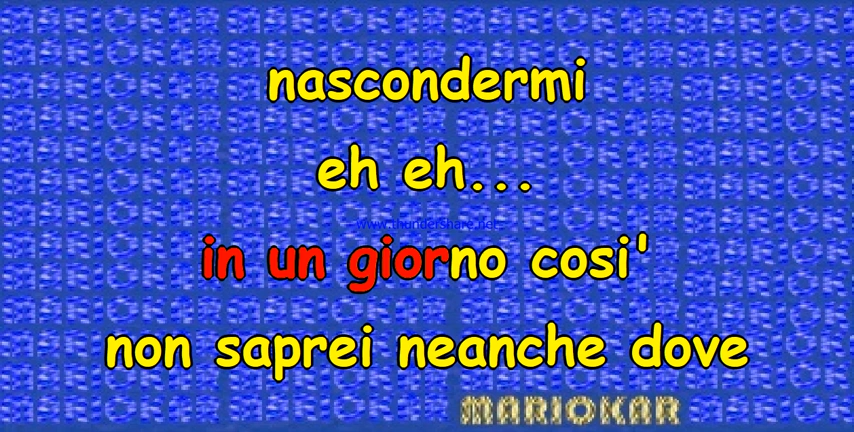 nascondermi
eh eh...
www.thundershare.net
in un giorno cosi'
non saprei neanche dove
MARIOKAR